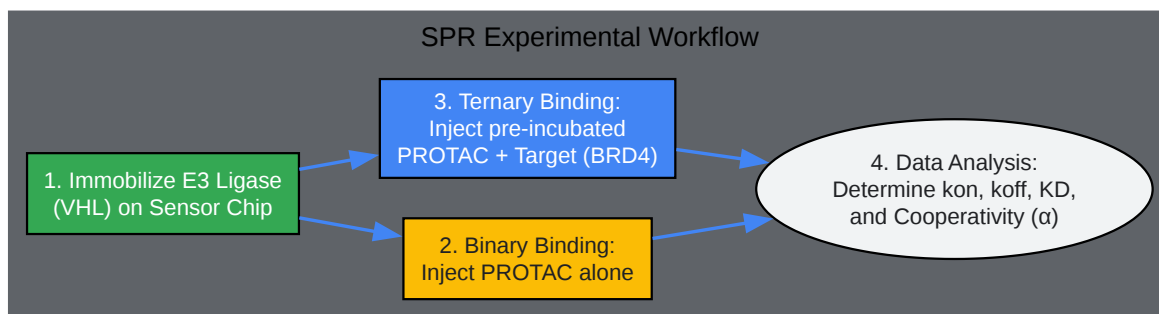 SPR Experimental Workflow
1. Immobilize E3 Ligase
(VHL) on Sensor Chip
3. Ternary Binding:
Inject pre-incubated
PROTAC + Target (BRD4)
2. Binary Binding:
Inject PROTAC alone
4. Data Analysis:
Determine kon, koff, KD,
and Cooperativity (α)